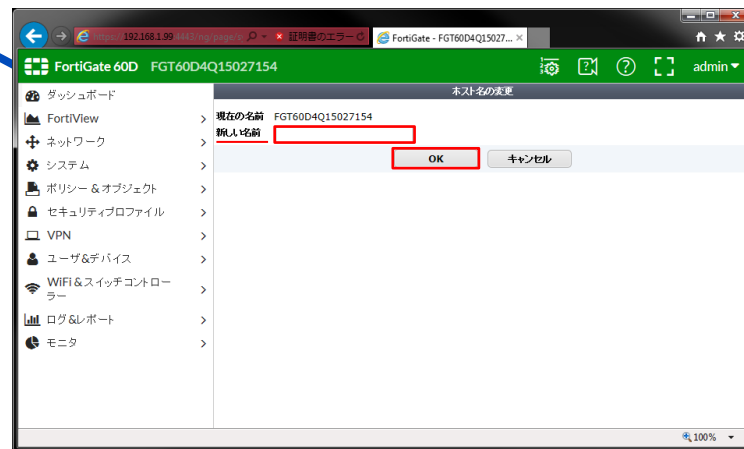 https://192.168.1.99:4443/ng/page/p
証明書のエラー
FortiGate - FGT60D4Q15027...
FortiGate 60D FGT60D4Q15027154
admin
ダッシュボード
FortiView
ネットワーク
システム
ポリシー & オブジェクト
セキュリティプロファイル
VPN
ユーザ&デバイス
WiFi & スイッチコントロー
ラー
ログ&レポート
モニタ
ホスト名の変更
現在の名前 FGT60D4Q15027154
新しい名前
OK キャンセル
100%